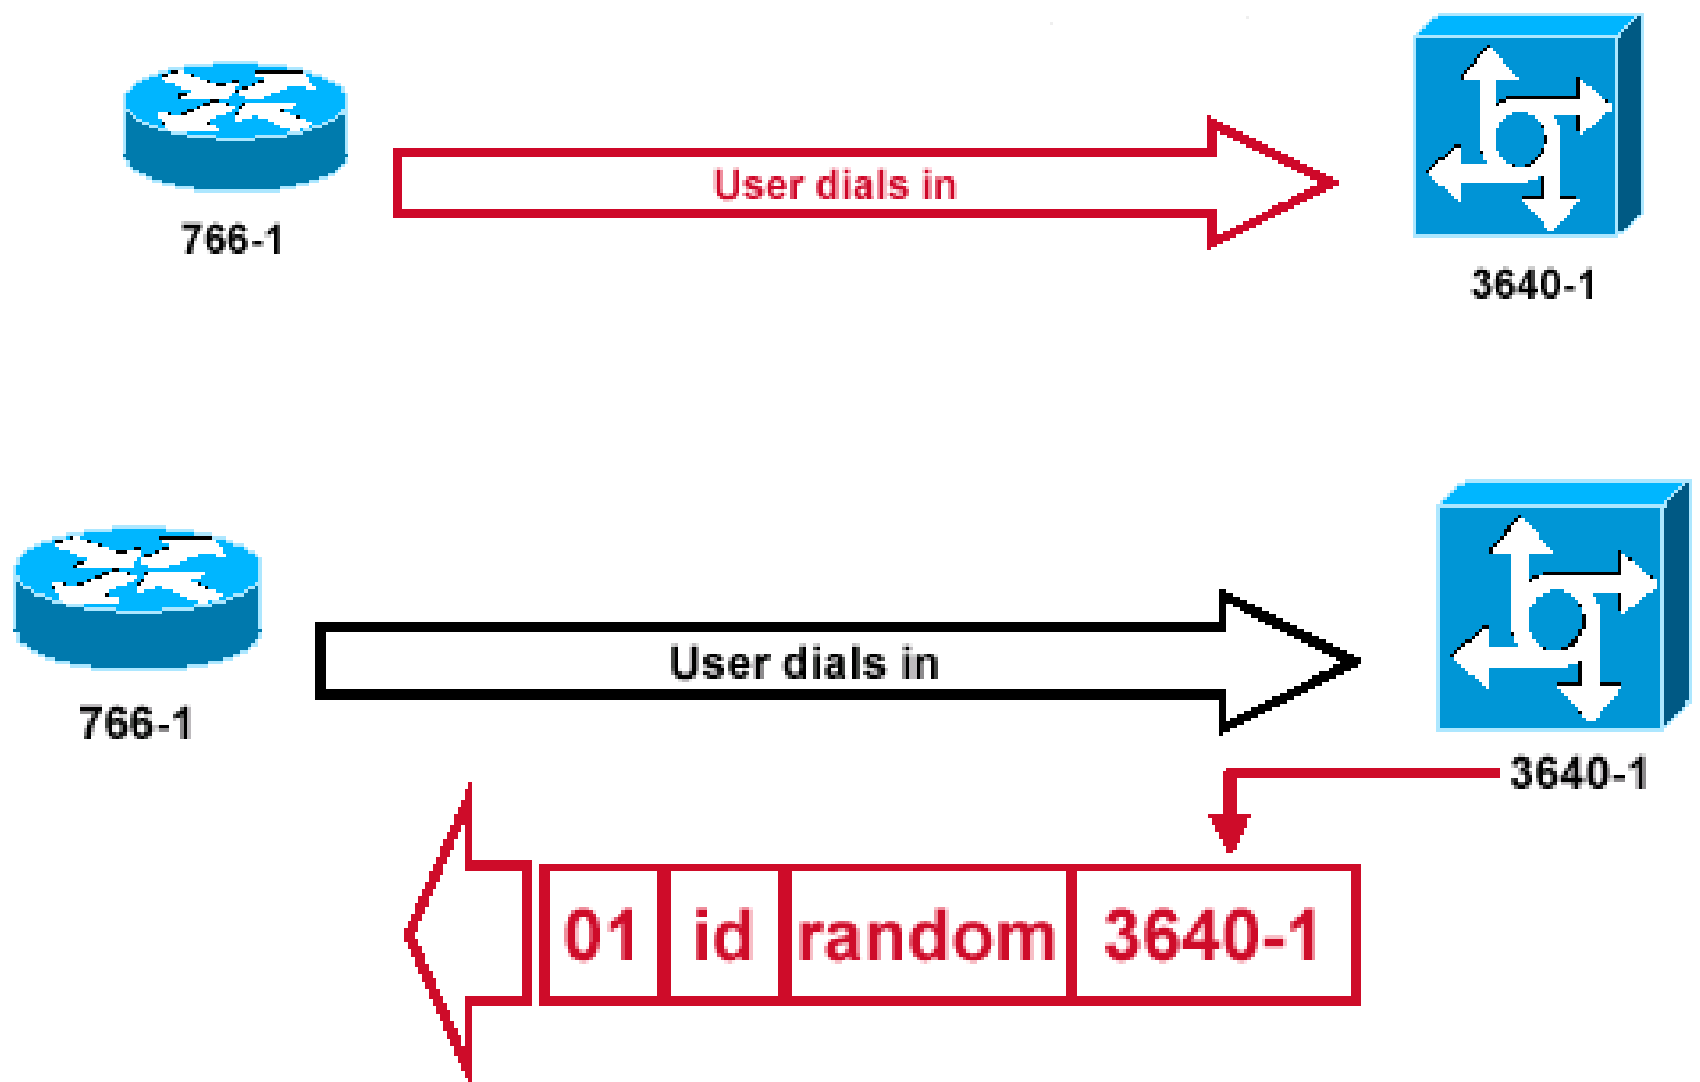 User dials in
766-1
3640-1
User dials in
766-1
3640-1
01 id random 3640-1